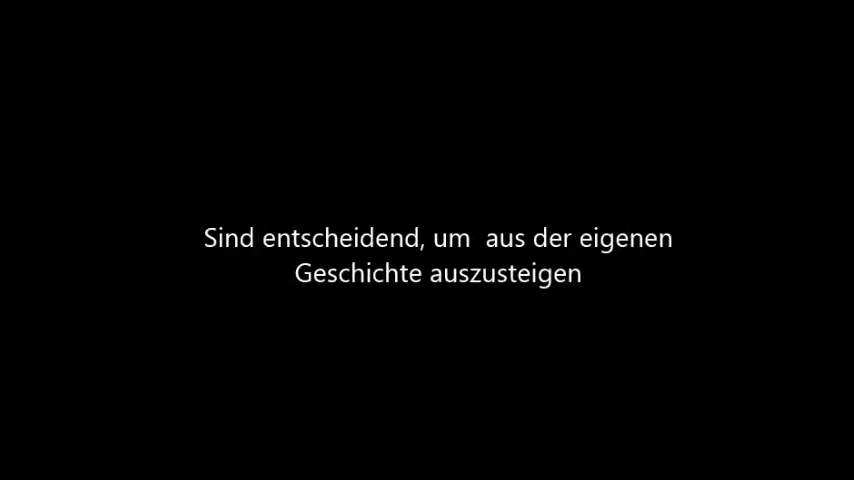 Sind entscheidend, um  aus der eigenen
Geschichte auszusteigen